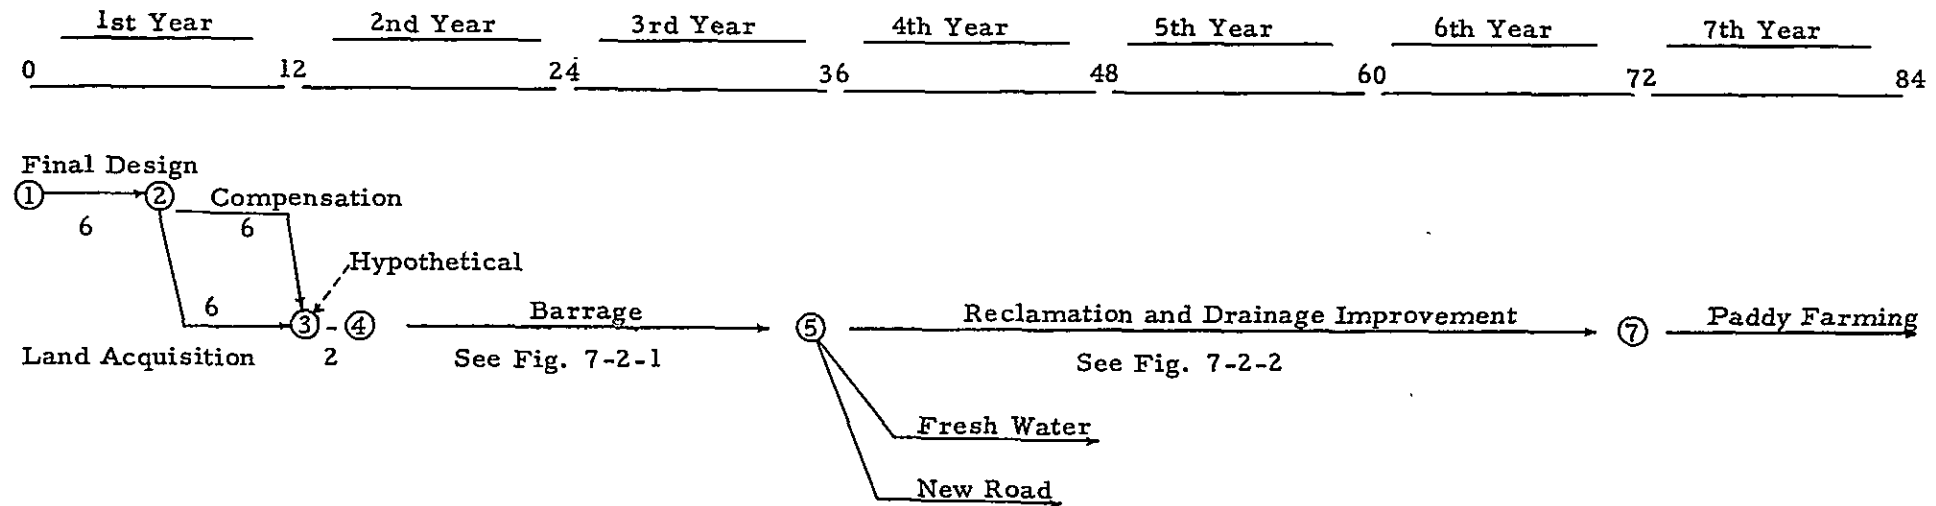 1st Year 2nd Year 3rd Year 4th Year 5th Year 6th Year 7th Year
0 12 24 36 48 60 72 84
Final Design
1 2 Compensation
6 6
Hypothetical
6 3 - 4 Barrage 5 Reclamation and Drainage Improvement 7 Paddy Farming
Land Acquisition 2 See Fig. 7-2-1 See Fig. 7-2-2
Fresh Water
New Road